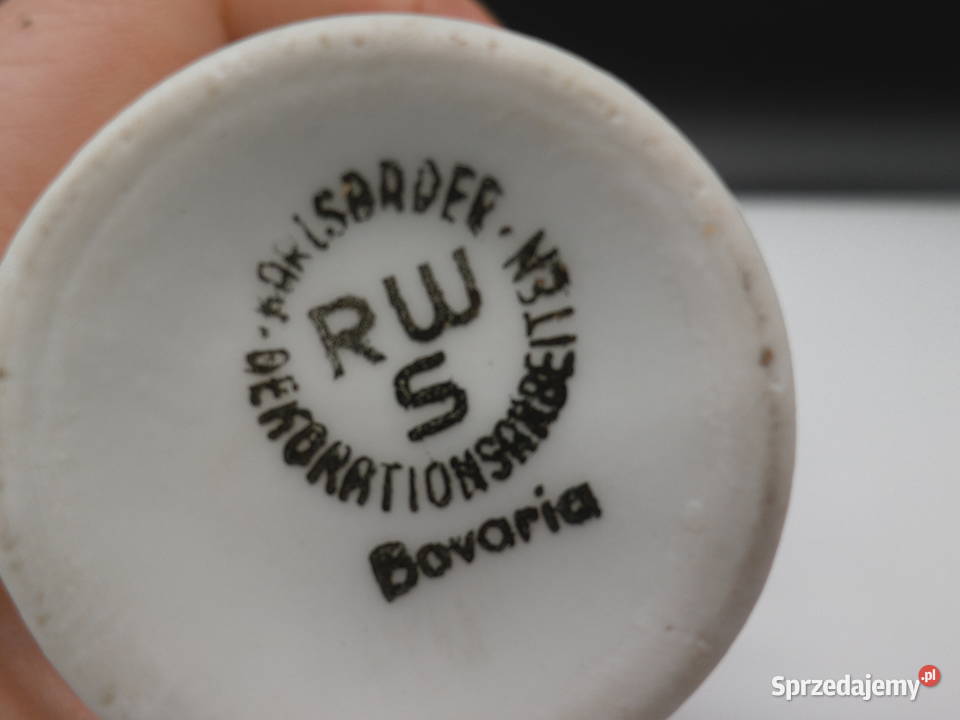 KARLSBADER · DEKORATIONSARBEITEN ·
RW
S
Bavaria
Sprzedajemy.pl